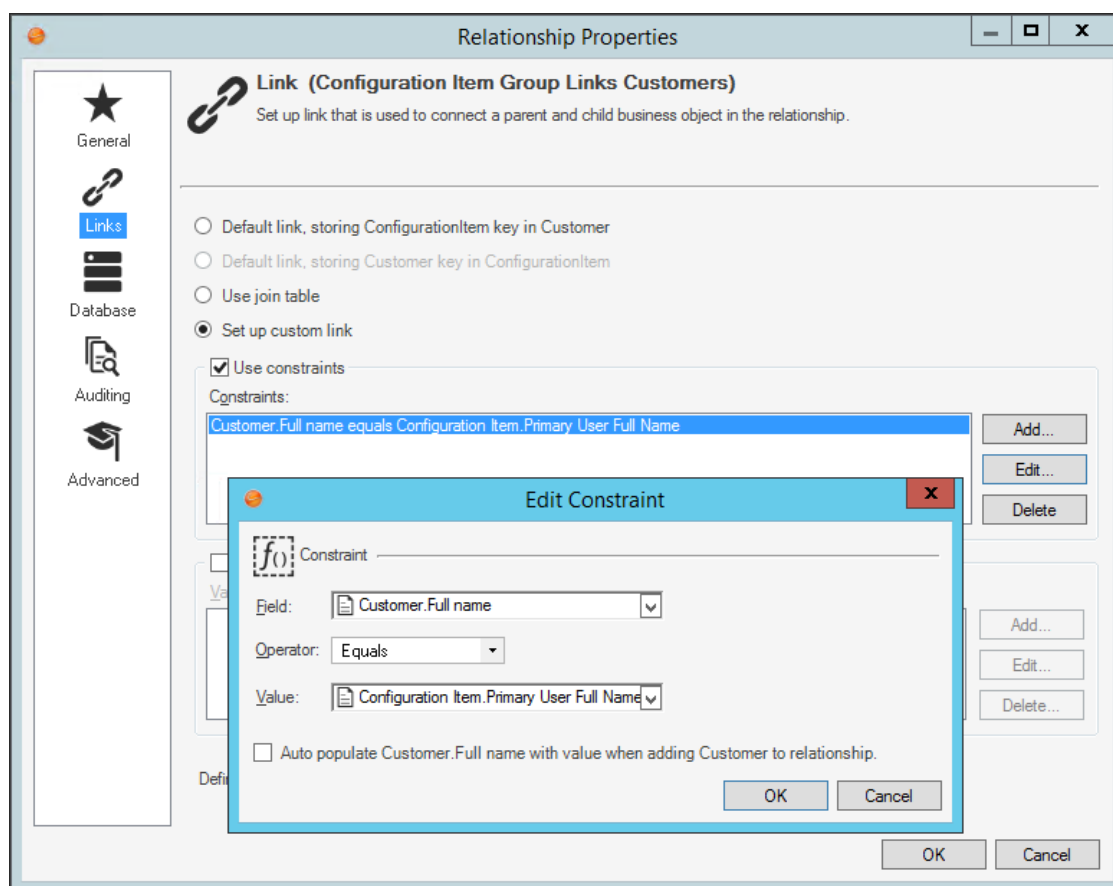 Relationship Properties
General
Links
Database
Auditing
Advanced
Link (Configuration Item Group Links Customers)
Set up link that is used to connect a parent and child business object in the relationship.
Default link, storing ConfigurationItem key in Customer
Default link, storing Customer key in ConfigurationItem
Use join table
Set up custom link
Use constraints
Constraints:
Customer.Full name equals Configuration Item.Primary User Full Name
Add...
Edit...
Delete
Edit Constraint
f() Constraint
Field: Customer.Full name
Operator: Equals
Value: Configuration Item.Primary User Full Name
Auto populate Customer.Full name with value when adding Customer to relationship.
OK Cancel
Add...
Edit...
Delete...
OK Cancel